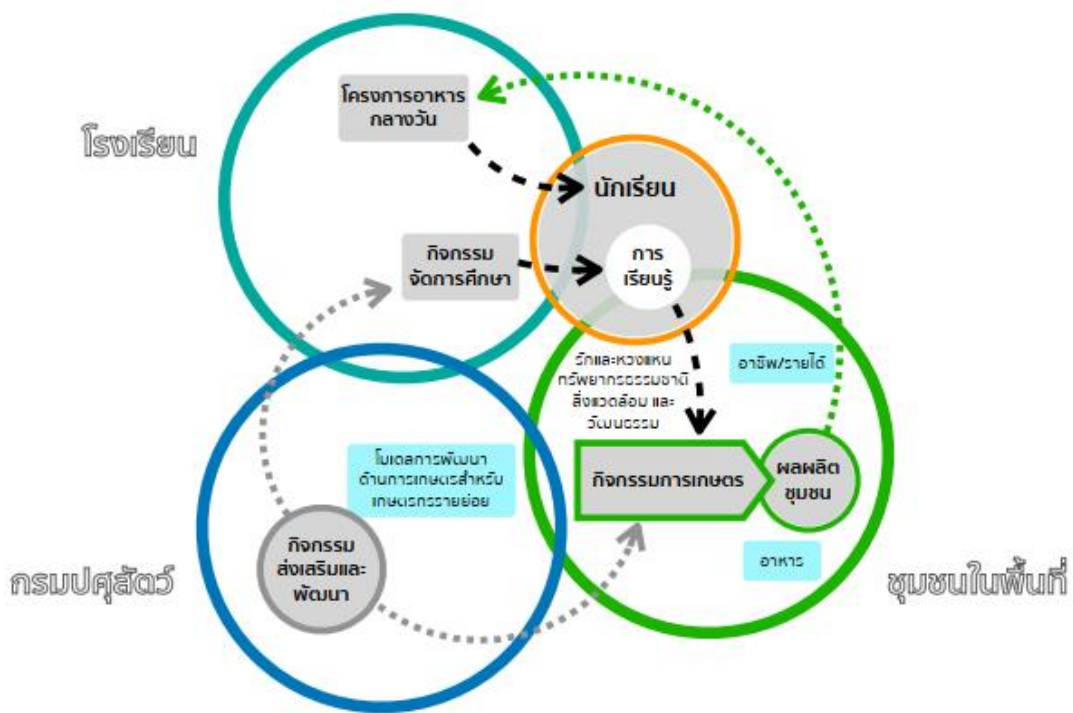 โรงเรียน
โครงการอาหาร
กลางวัน
นักเรียน
กิจกรรม
จัดการศึกษา
การ
เรียนรู้
รักและหวงแหน
ทรัพยากรธรรมชาติ
สิ่งแวดล้อม และ
วัฒนธรรม
อาชีพ/รายได้
กิจกรรมการเกษตร
ผลผลิต
ชุมชน
อาหาร
ชุมชนในพื้นที่
โมเดลการพัฒนา
ด้านการเกษตรสำหรับ
เกษตรกรรายย่อย
กิจกรรม
ส่งเสริมและ
พัฒนา
กรมปศุสัตว์